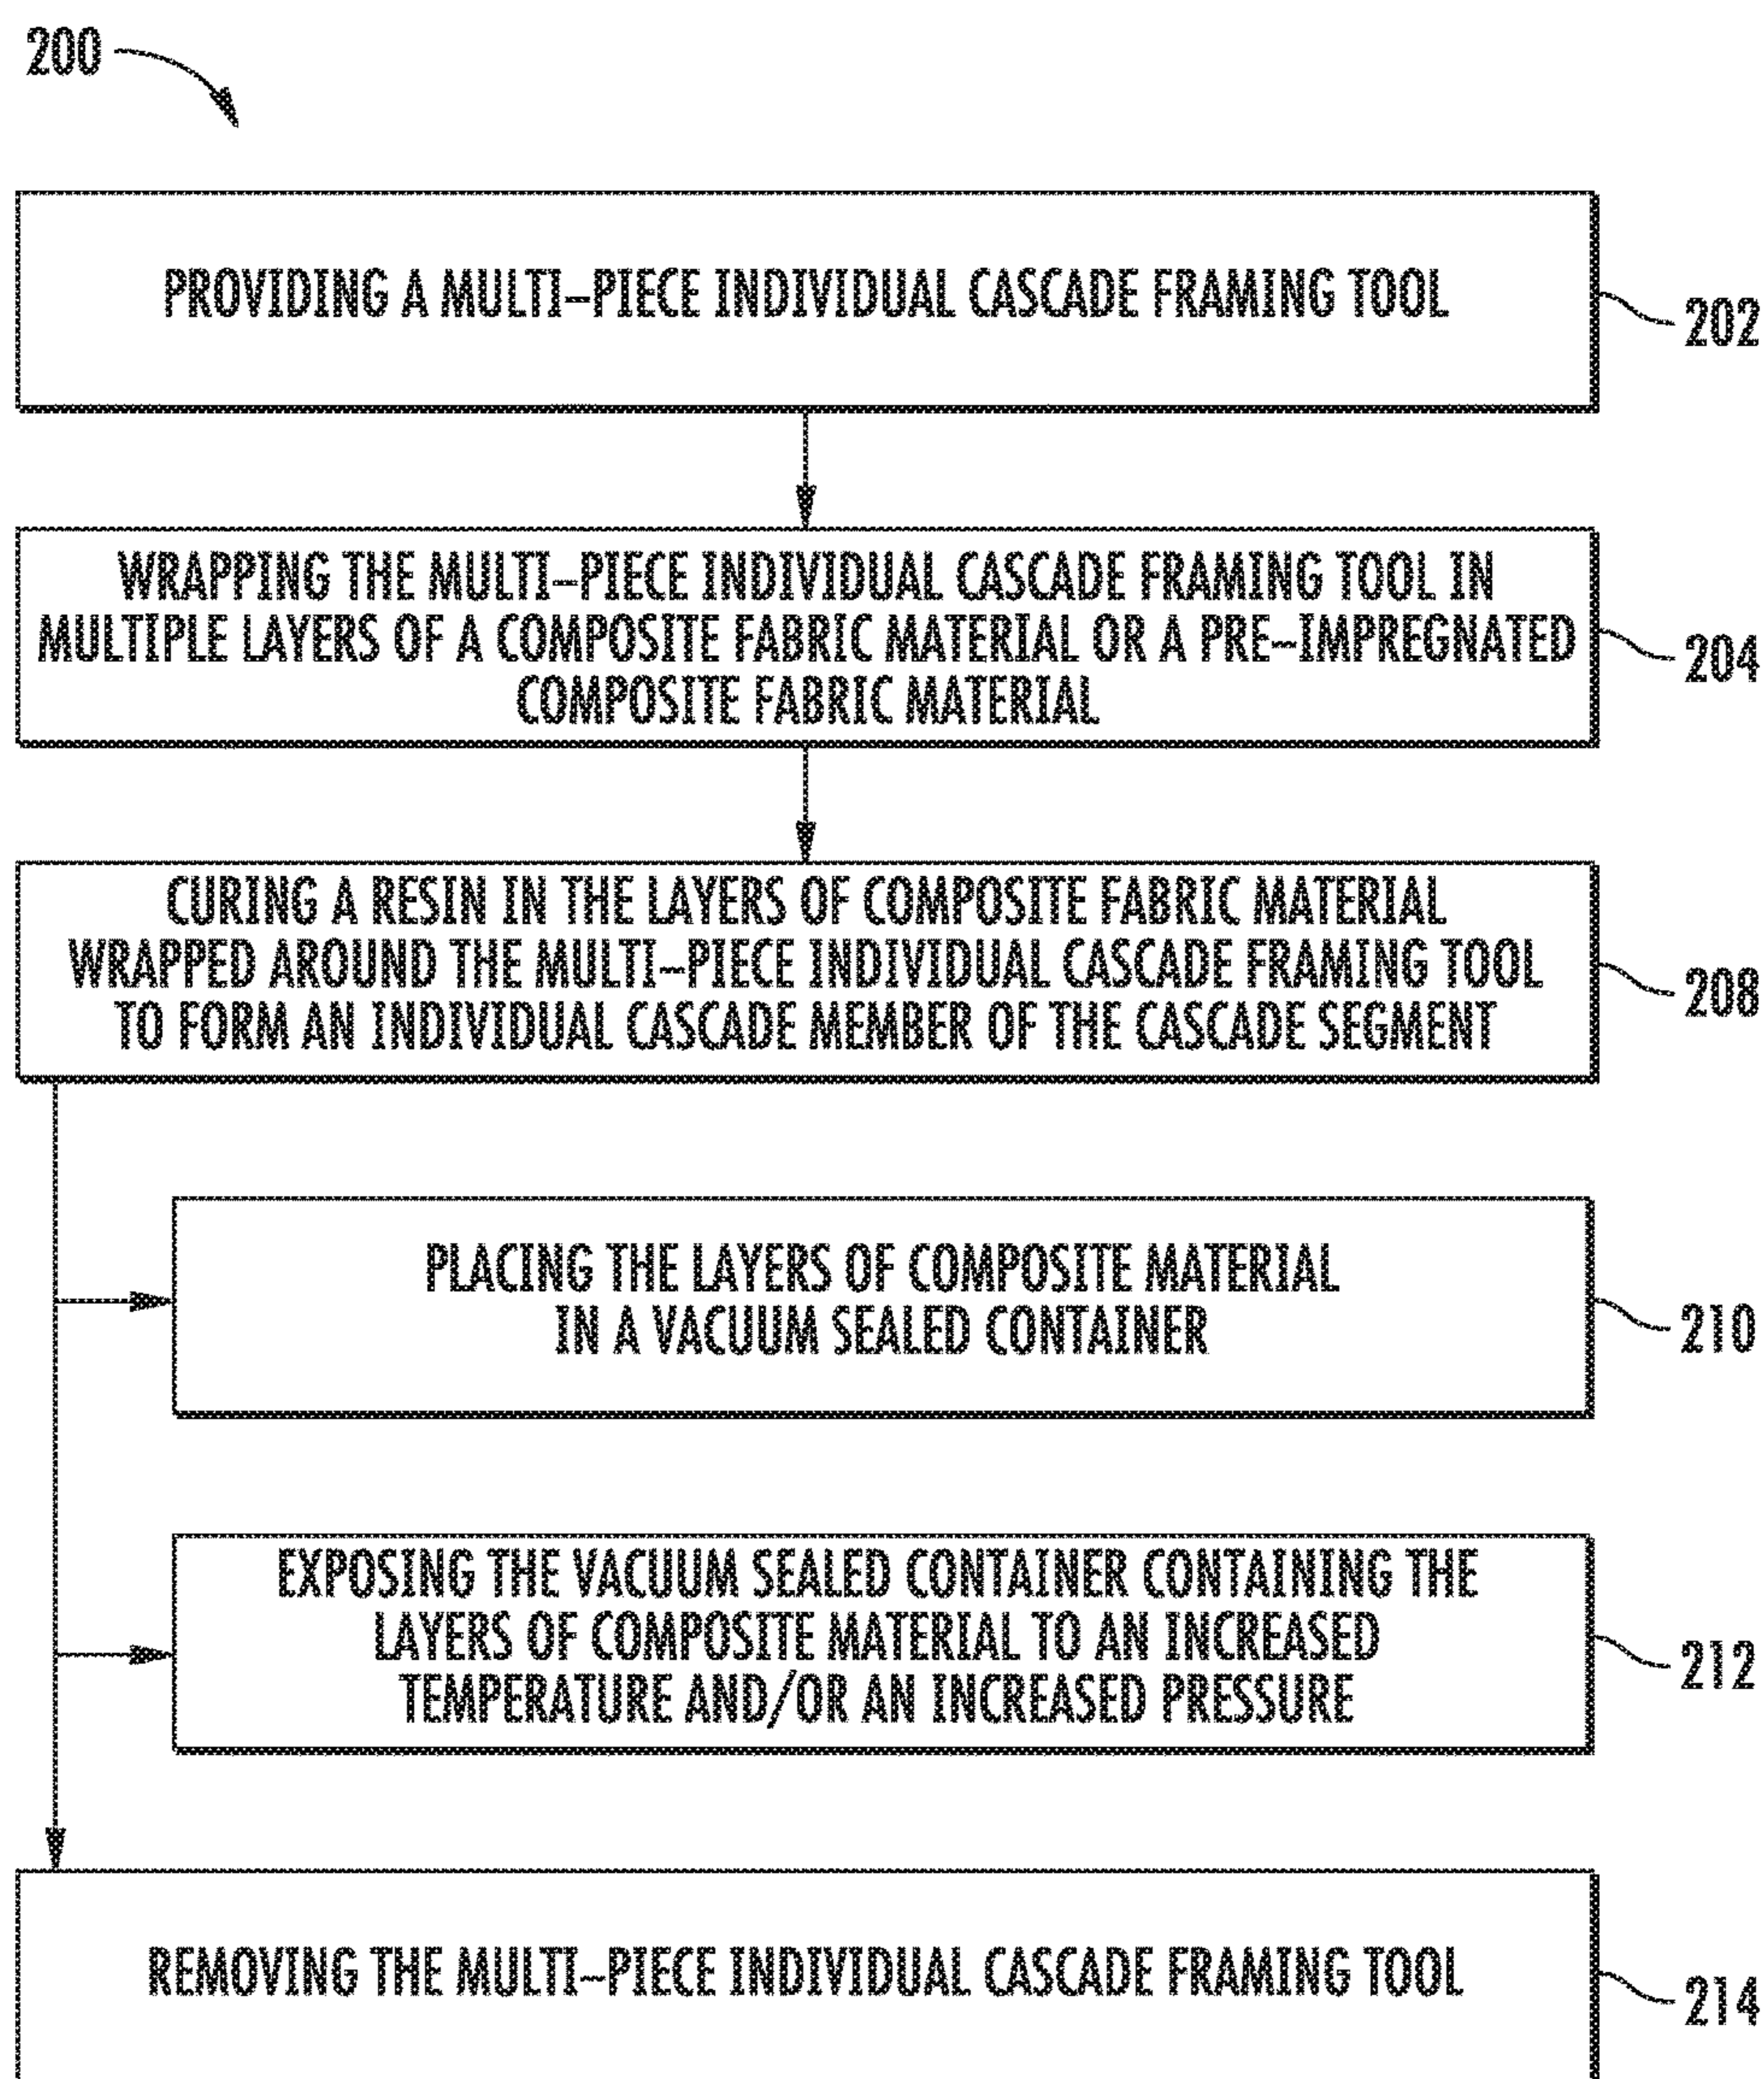 200
PROVIDING A MULTI-PIECE INDIVIDUAL CASCADE FRAMING TOOL
202
WRAPPING THE MULTI-PIECE INDIVIDUAL CASCADE FRAMING TOOL IN
MULTIPLE LAYERS OF A COMPOSITE FABRIC MATERIAL OR A PRE-IMPREGNATED
COMPOSITE FABRIC MATERIAL
204
CURING A RESIN IN THE LAYERS OF COMPOSITE FABRIC MATERIAL
WRAPPED AROUND THE MULTI-PIECE INDIVIDUAL CASCADE FRAMING TOOL
TO FORM AN INDIVIDUAL CASCADE MEMBER OF THE CASCADE SEGMENT
208
PLACING THE LAYERS OF COMPOSITE MATERIAL
IN A VACUUM SEALED CONTAINER
210
EXPOSING THE VACUUM SEALED CONTAINER CONTAINING THE
LAYERS OF COMPOSITE MATERIAL TO AN INCREASED
TEMPERATURE AND/OR AN INCREASED PRESSURE
212
REMOVING THE MULTI-PIECE INDIVIDUAL CASCADE FRAMING TOOL
214